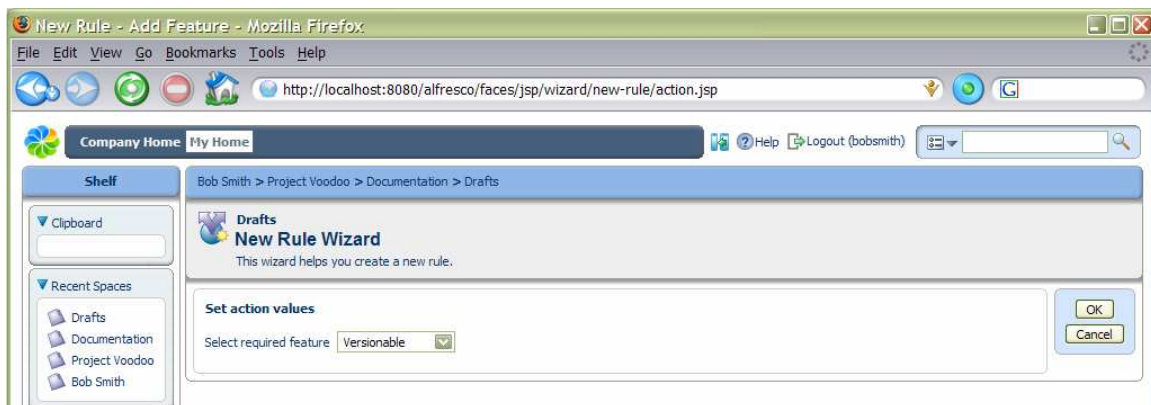 New Rule - Add Feature - Mozilla Firefox
File Edit View Go Bookmarks Tools Help
http://localhost:8080/alfresco/faces/jsp/wizard/new-rule/action.jsp
G
Company Home My Home
Help Logout (bobsmith)
Shelf
Bob Smith > Project Voodoo > Documentation > Drafts
Clipboard
Drafts
New Rule Wizard
This wizard helps you create a new rule.
Recent Spaces
Drafts
Documentation
Project Voodoo
Bob Smith
Set action values
Select required feature Versionable
OK
Cancel